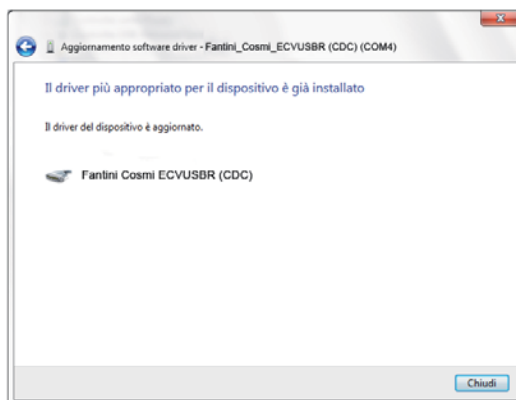 Aggiornamento software driver - Fantini_Cosmi_ECVUSBR (CDC) (COM4)
Il driver più appropriato per il dispositivo è già installato
Il driver del dispositivo è aggiornato.
Fantini Cosmi ECVUSBR (CDC)
Chiudi